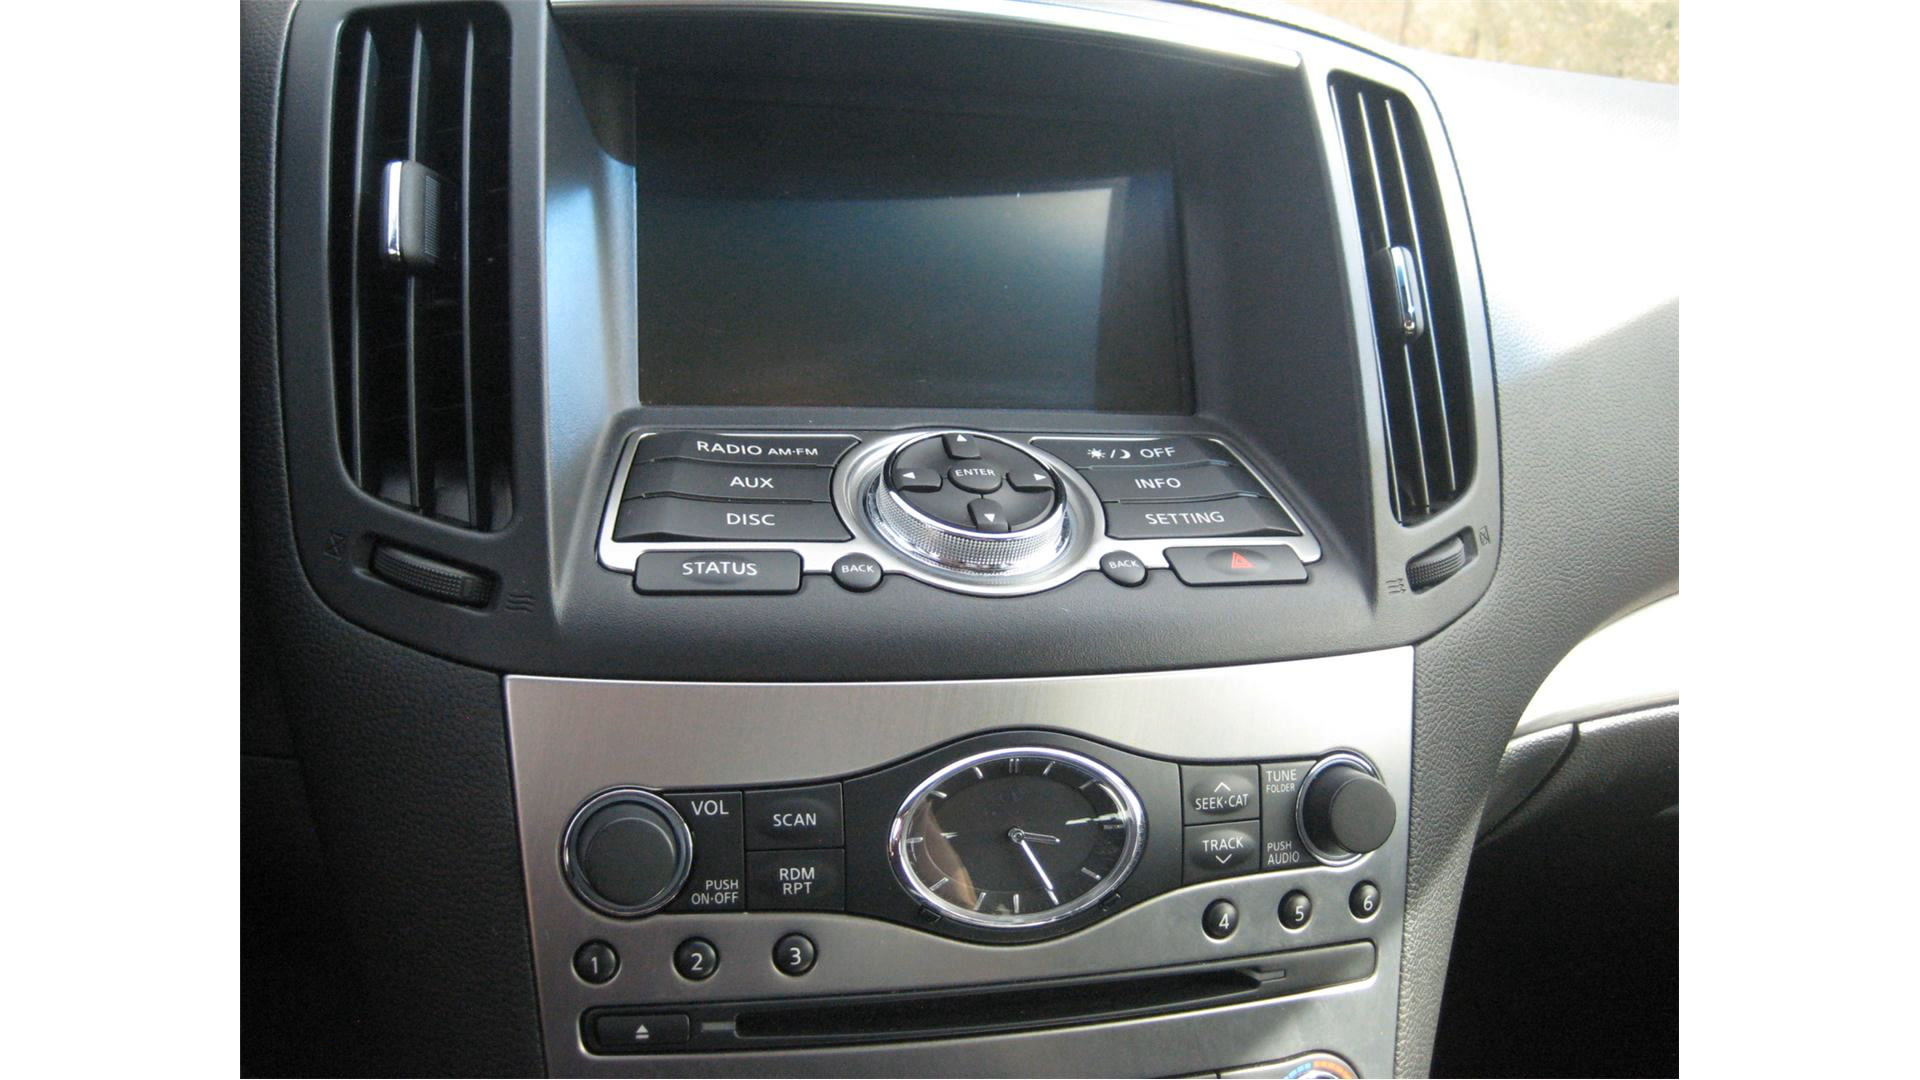 RADIO AM·FM
AUX
DISC
STATUS
BACK
ENTER
BACK
OFF
INFO
SETTING
VOL
PUSH
ON·OFF
SCAN
RDM
RPT
SEEK·CAT
TRACK
TUNE
FOLDER
PUSH
AUDIO
1
2
3
4
5
6